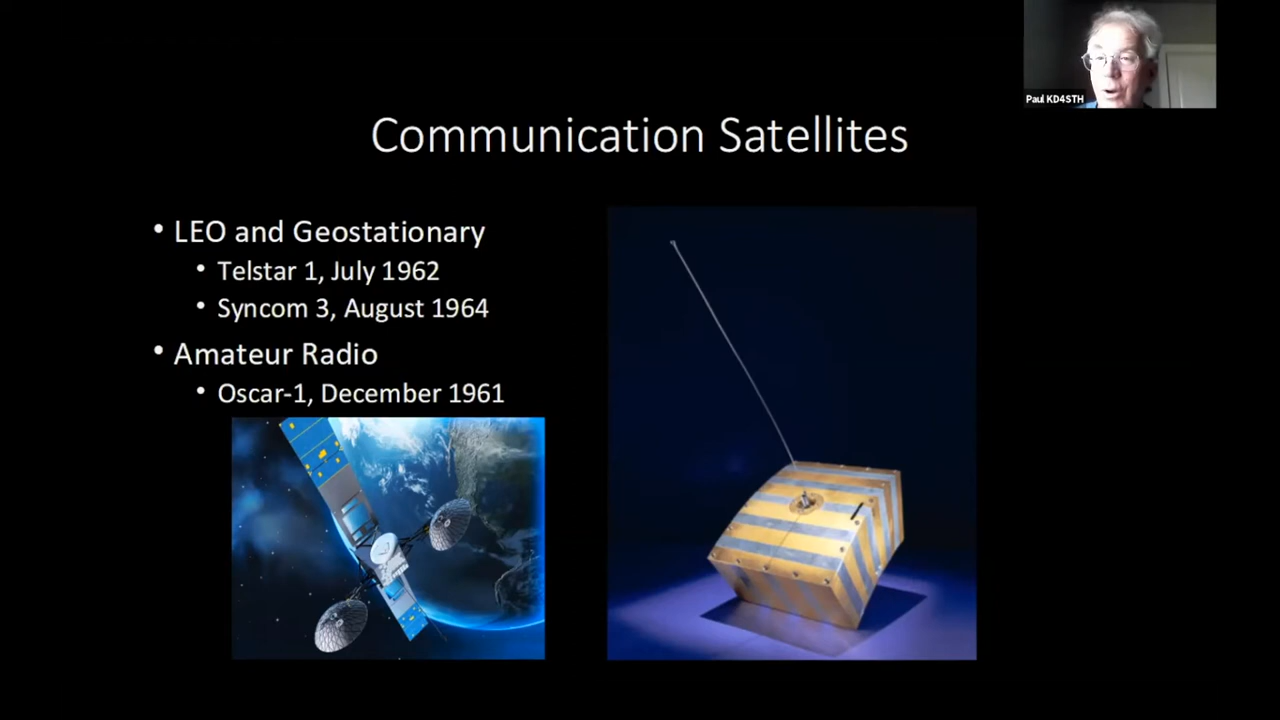 Paul KD4STH
Communication Satellites
• LEO and Geostationary
• Telstar 1, July 1962
• Syncom 3, August 1964
• Amateur Radio
• Oscar-1, December 1961